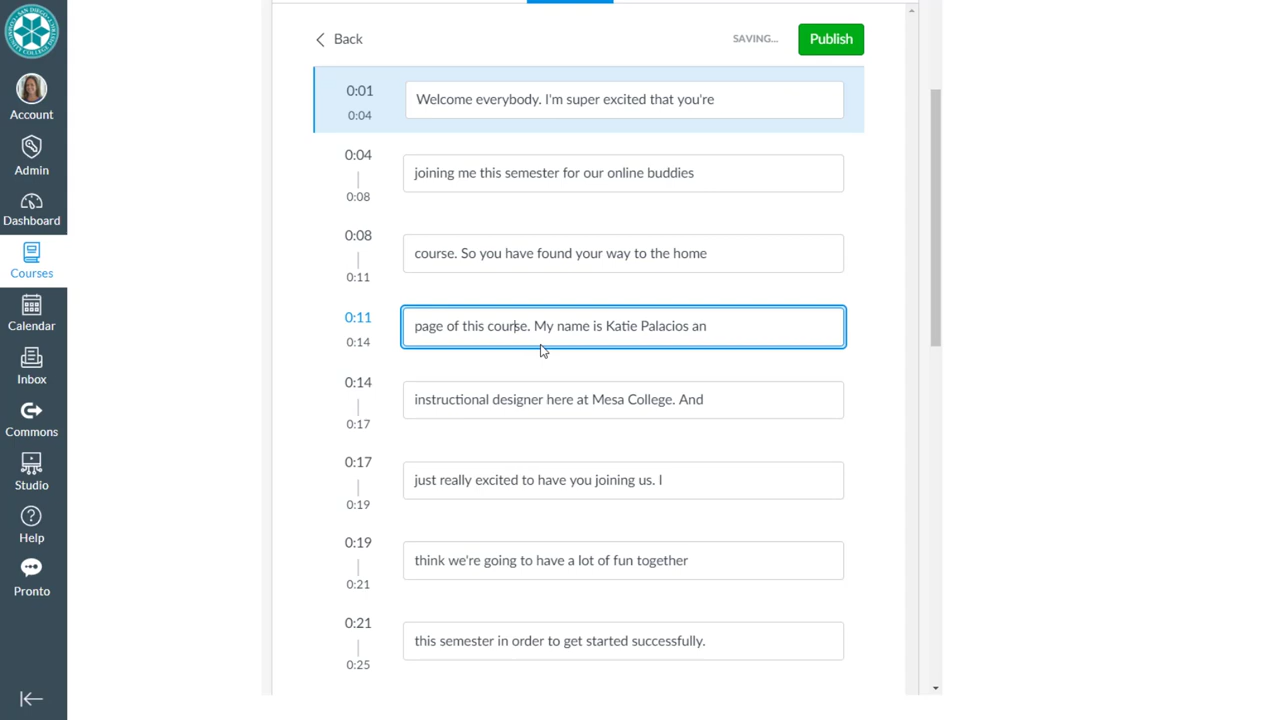 SAN DIEGO
COMMUNITY COLLEGE
DISTRICT
Account
Admin
Dashboard
Courses
Calendar
Inbox
Commons
Studio
Help
Pronto
Back
SAVING...
Publish
0:01
0:04
Welcome everybody. I'm super excited that you're
0:04
0:08
joining me this semester for our online buddies
0:08
0:11
course. So you have found your way to the home
0:11
0:14
page of this course. My name is Katie Palacios an
0:14
0:17
instructional designer here at Mesa College. And
0:17
0:19
just really excited to have you joining us. I
0:19
0:21
think we're going to have a lot of fun together
0:21
0:25
this semester in order to get started successfully.